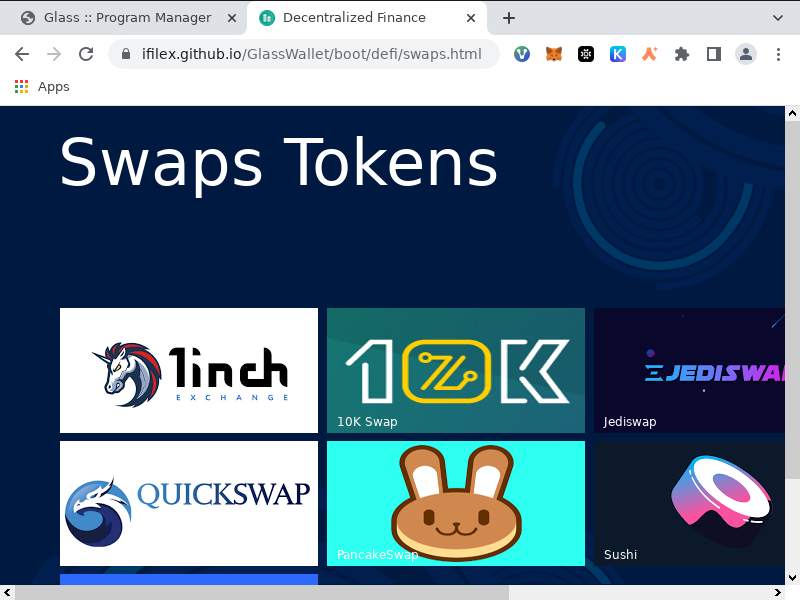 Glass :: Program Manager
Decentralized Finance
ifilex.github.io/GlassWallet/boot/defi/swaps.html
Apps
Swaps Tokens
1inch
EXCHANGE
10K
10K Swap
JEDISWA
Jediswap
QUICKSWAP
PancakeSwap
Sushi